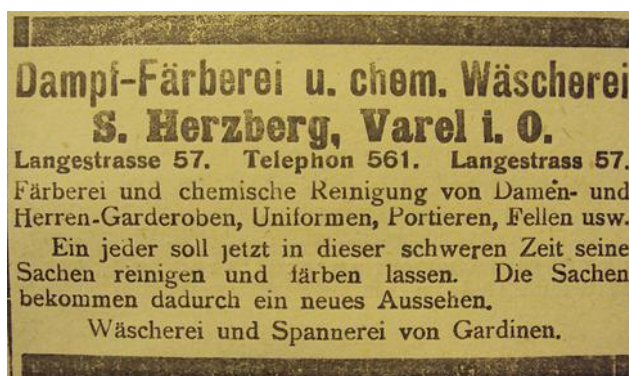 Dampf-Färberei u. chem. Wäscherei
S. Herzberg, Varel i. O.
Langestrasse 57. Telephon 561. Langestrass 57.
Färberei und chemische Reinigung von Damen- und
Herren-Garderoben, Uniformen, Portieren, Fellen usw.
Ein jeder soll jetzt in dieser schweren Zeit seine
Sachen reinigen und färben lassen. Die Sachen
bekommen dadurch ein neues Aussehen.
Wäscherei und Spannerei von Gardinen.